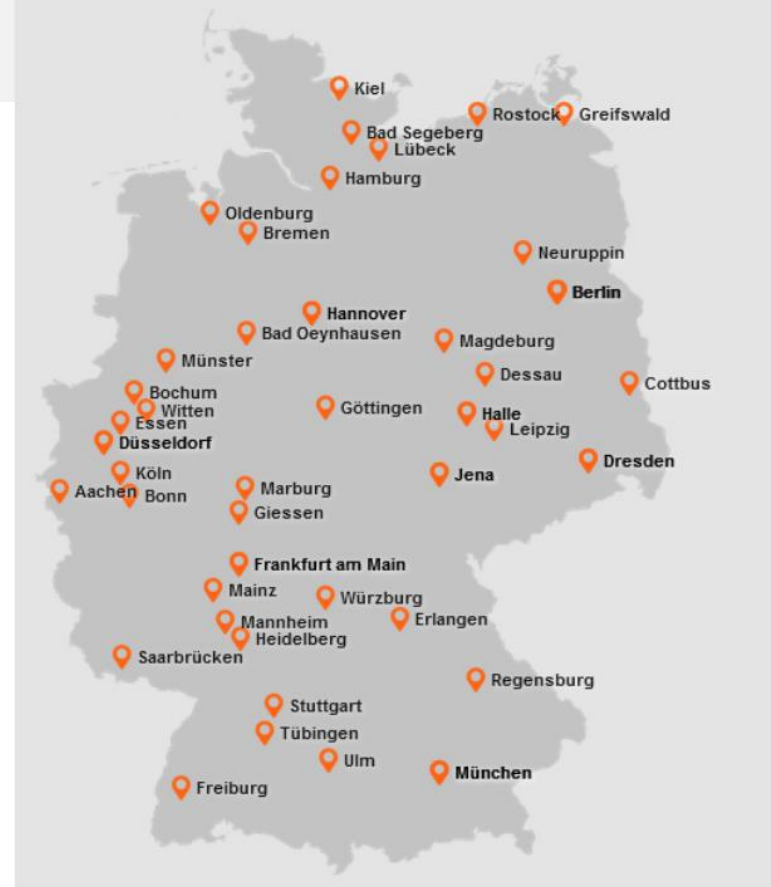 Kiel
Rostock
Greifswald
Bad Segeberg
Lübeck
Hamburg
Oldenburg
Bremen
Neuruppin
Berlin
Hannover
Bad Oeynhausen
Magdeburg
Münster
Dessau
Cottbus
Bochum
Witten
Göttingen
Halle
Essen
Leipzig
Düsseldorf
Dresden
Köln
Jena
Aachen
Bonn
Marburg
Giessen
Frankfurt am Main
Mainz
Würzburg
Mannheim
Erlangen
Heidelberg
Saarbrücken
Regensburg
Stuttgart
Tübingen
Ulm
München
Freiburg